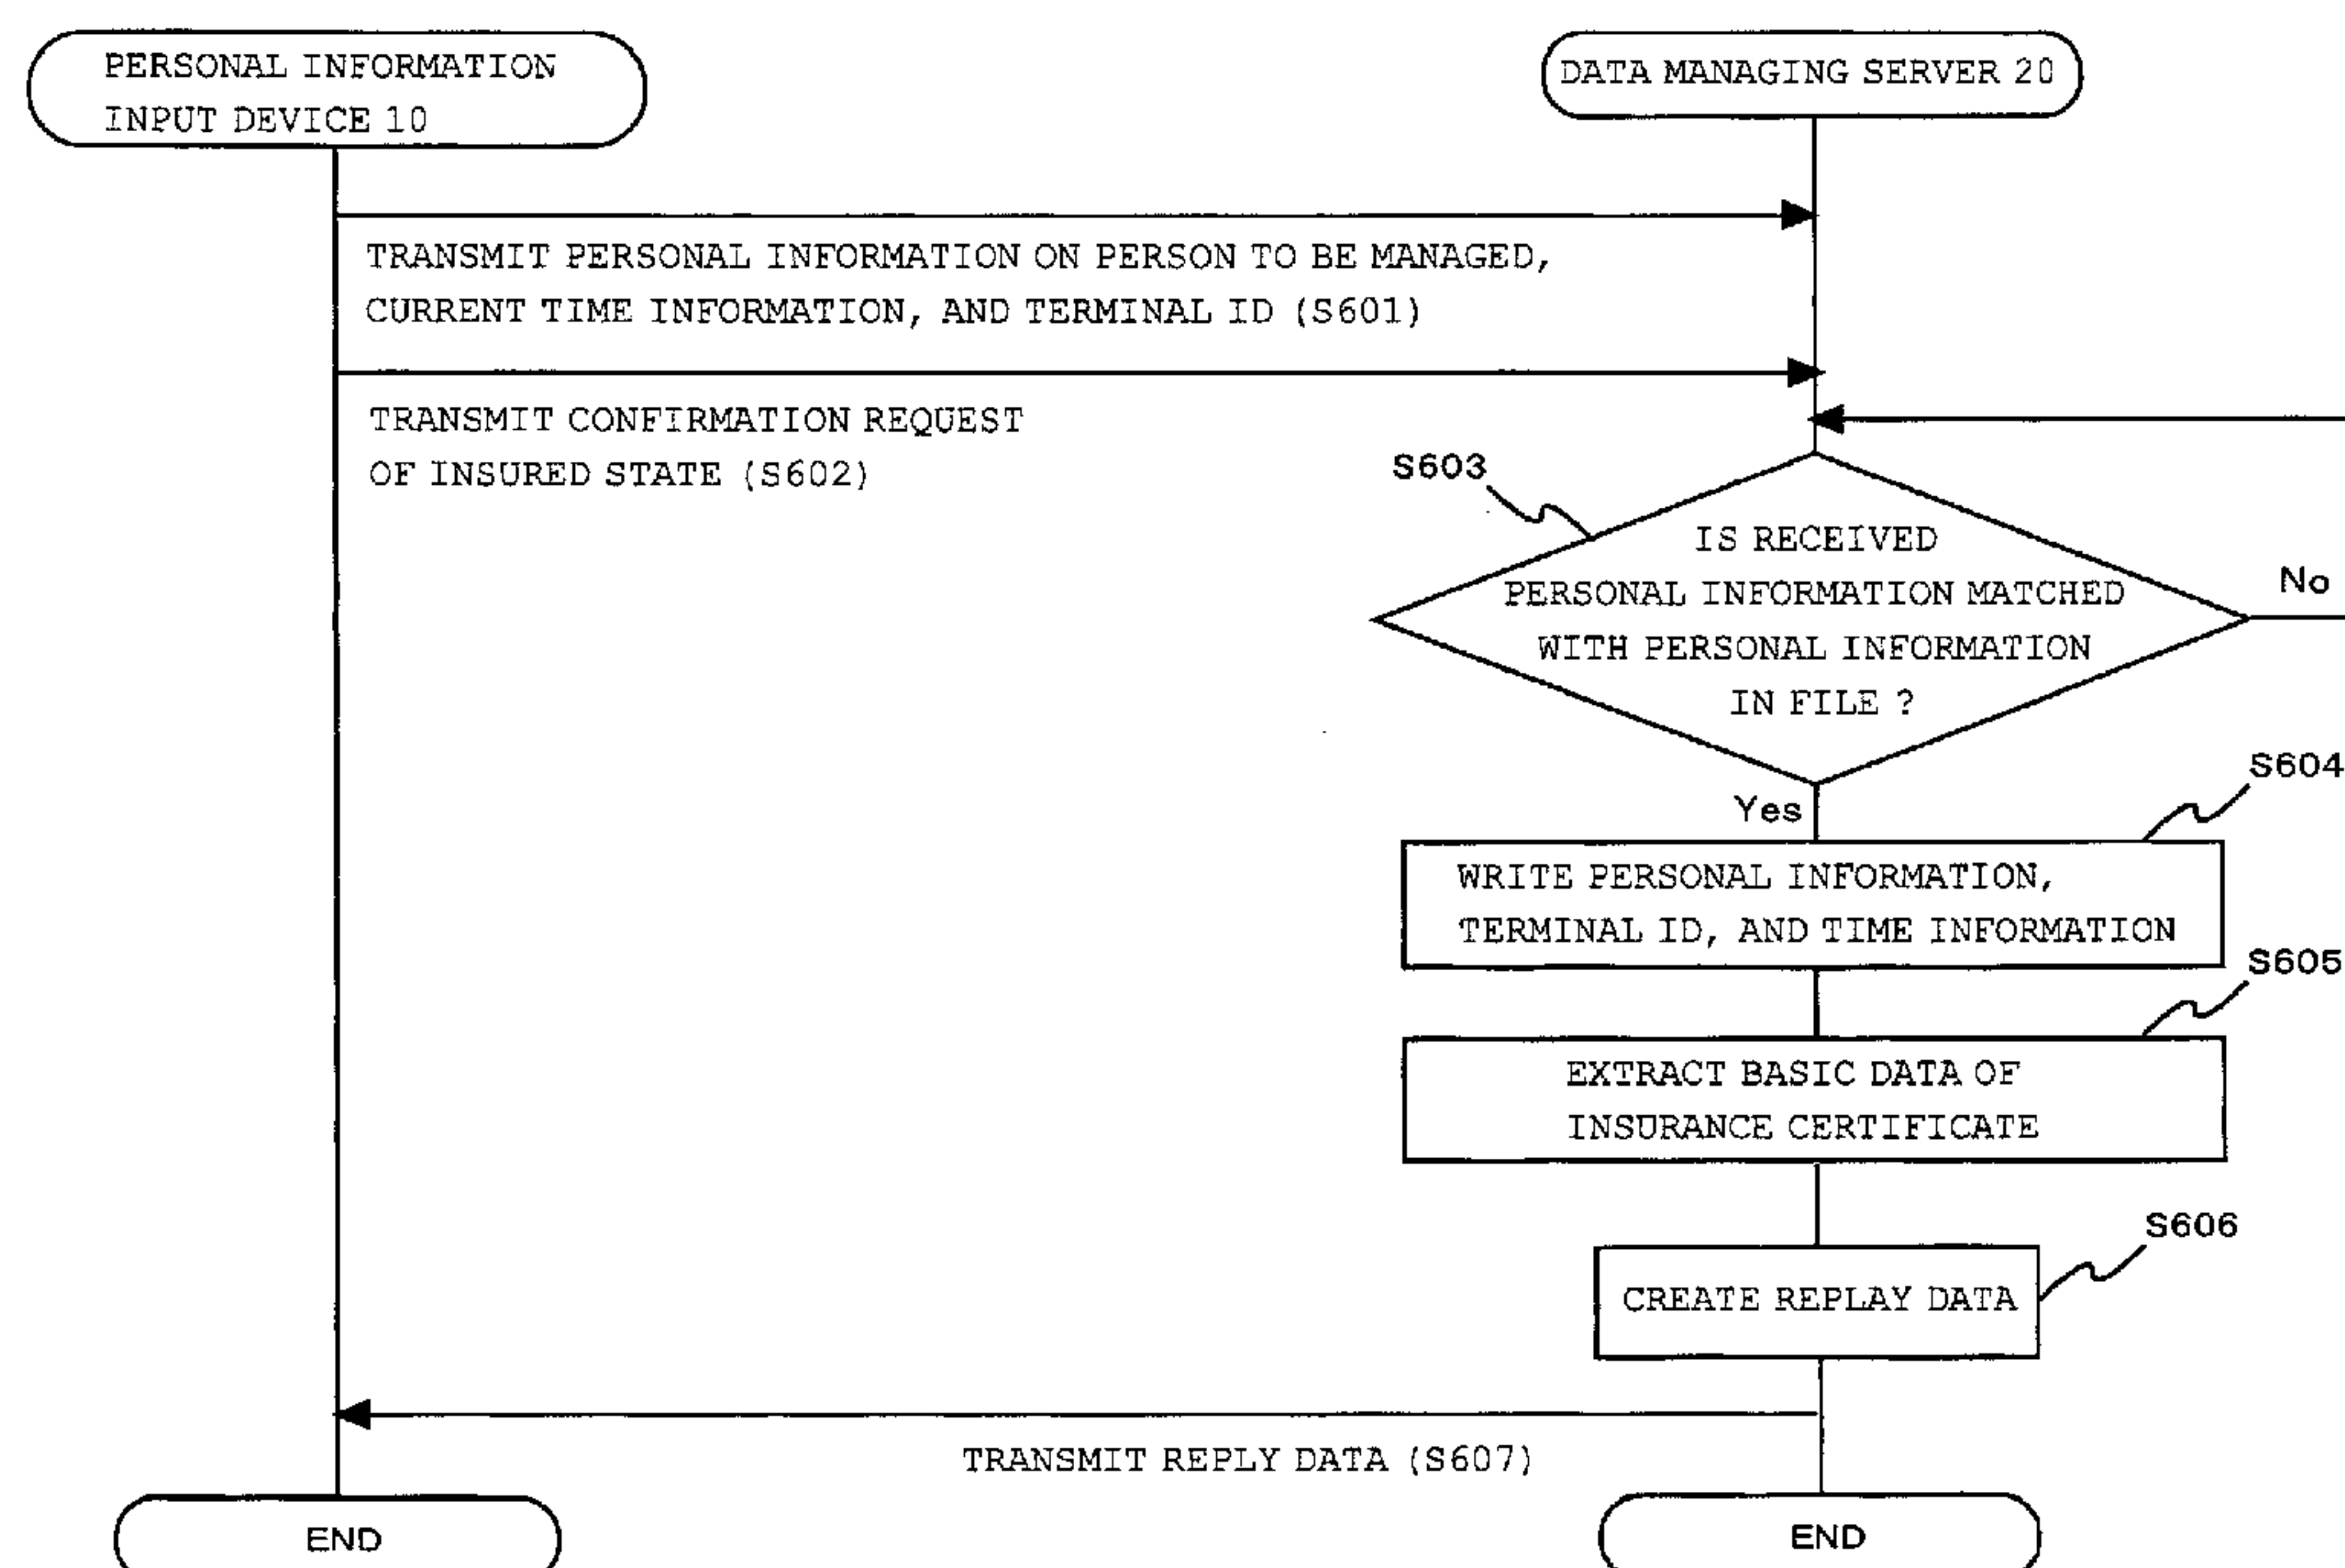 PERSONAL INFORMATION
INPUT DEVICE 10
DATA MANAGING SERVER 20
TRANSMIT PERSONAL INFORMATION ON PERSON TO BE MANAGED,
CURRENT TIME INFORMATION, AND TERMINAL ID (S601)
TRANSMIT CONFIRMATION REQUEST
OF INSURED STATE (S602)
S603
IS RECEIVED
PERSONAL INFORMATION MATCHED
WITH PERSONAL INFORMATION
IN FILE ?
No
Yes
S604
WRITE PERSONAL INFORMATION,
TERMINAL ID, AND TIME INFORMATION
S605
EXTRACT BASIC DATA OF
INSURANCE CERTIFICATE
S606
CREATE REPLAY DATA
TRANSMIT REPLY DATA (S607)
END
END